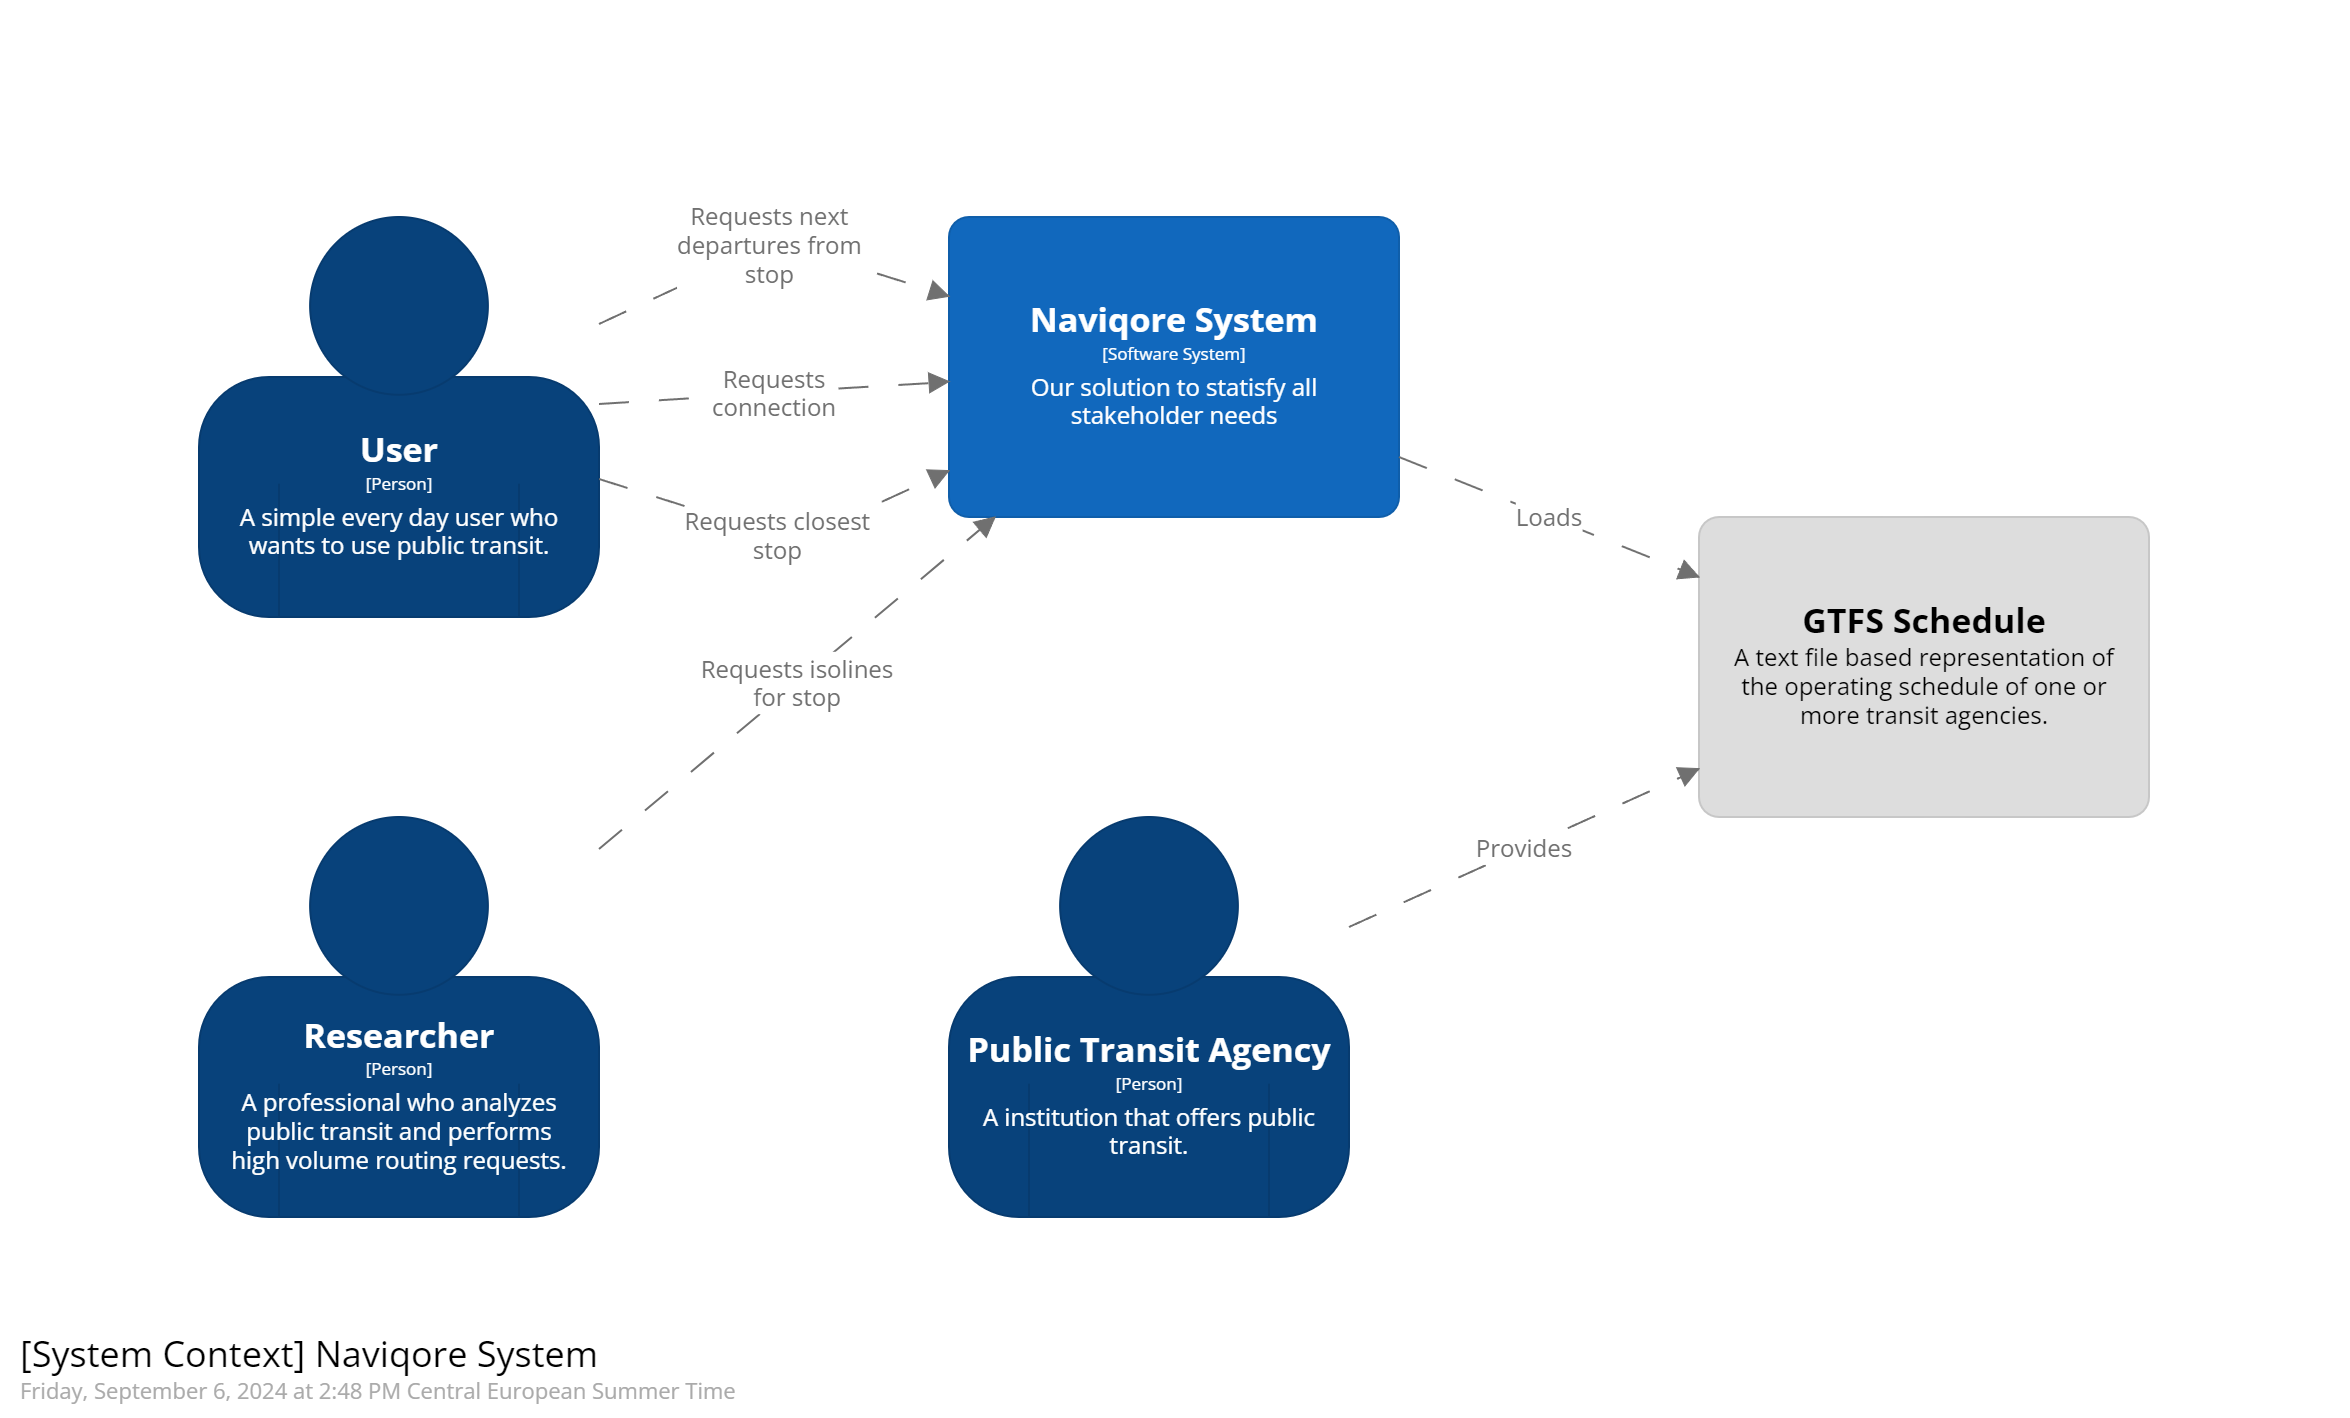 Requests next
departures from
stop
Naviqore System
[Software System]
Our solution to statisfy all
stakeholder needs
Requests
connection
User
[Person]
A simple every day user who
wants to use public transit.
Requests closest
stop
Loads
GTFS Schedule
A text file based representation of
the operating schedule of one or
more transit agencies.
Requests isolines
for stop
Provides
Researcher
[Person]
A professional who analyzes
public transit and performs
high volume routing requests.
Public Transit Agency
[Person]
A institution that offers public
transit.
[System Context] Naviqore System
Friday, September 6, 2024 at 2:48 PM Central European Summer Time